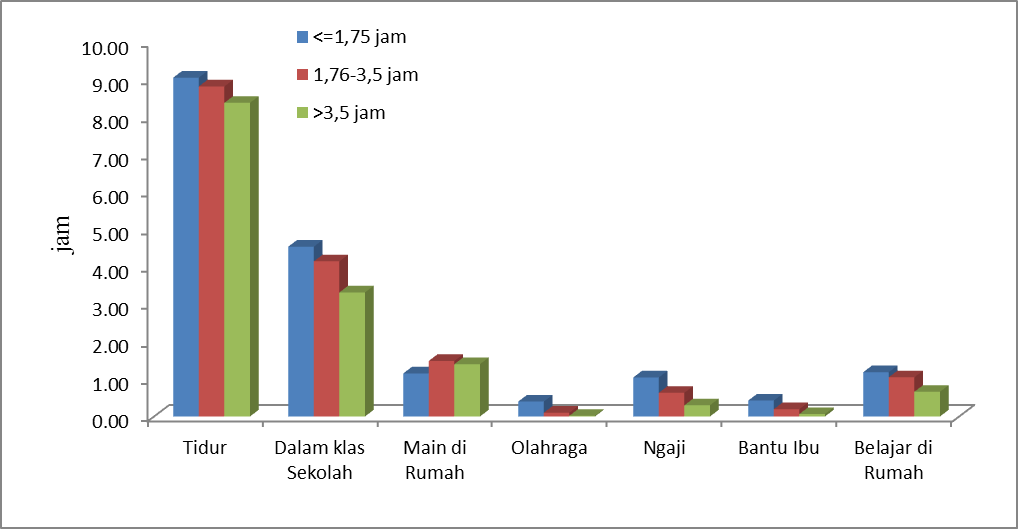 <=1,75 jam
1,76-3,5 jam
>3,5 jam
10.00
9.00
8.00
7.00
6.00
5.00
4.00
3.00
2.00
1.00
0.00
jam
Tidur
Dalam klas
Sekolah
Main di
Rumah
Olahraga
Ngaji
Bantu Ibu
Belajar di
Rumah